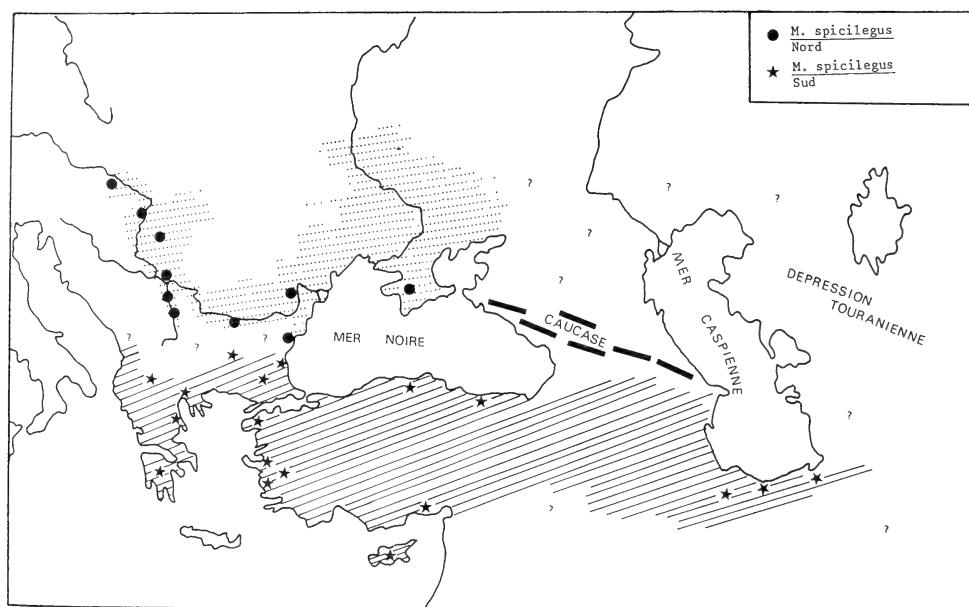 M. spicilegus
Nord
M. spicilegus
Sud
?
?
?
?
?
MER
CASPIENNE
DEPRESSION
TOURANIENNE
CAUCASE
MER NOIRE
?
?
?
?
?
?